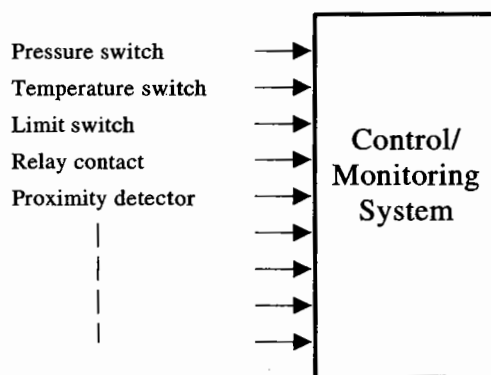 Pressure switch
Temperature switch
Limit switch
Relay contact
Proximity detector
Control/
Monitoring
System